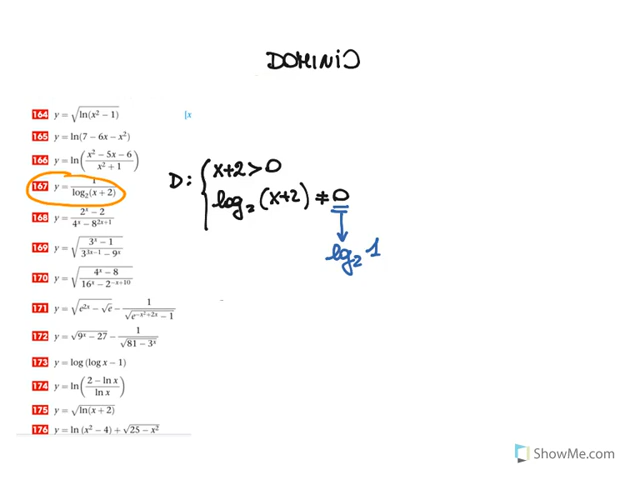 DOMINIO
164 y = √(ln(x² − 1)) [x
165 y = ln(7 − 6x − x²)
166 y = ln((x² − 5x − 6)/(x² + 1))
167 y = 1/(log₂(x + 2))
168 y = (2ˣ − 2)/(4ˣ − 8²ˣ⁺¹)
169 y = √((3ˣ − 1)/(3³ˣ⁻¹ − 9ˣ))
170 y = √((4ˣ − 8)/(16ˣ − 2⁻ˣ⁺¹⁰))
171 y = √(e²ˣ − √e) − 1/√(e^(−x²+2x) − 1)
172 y = √(9ˣ − 27) − 1/√(81 − 3ˣ)
173 y = log (log x − 1)
174 y = ln((2 − ln x)/(ln x))
175 y = √(ln(x + 2))
176 y = ln (x² − 4) + √(25 − x²)
D: { x+2>0
log₂(x+2) ≠ 0
log₂ 1
ShowMe.com